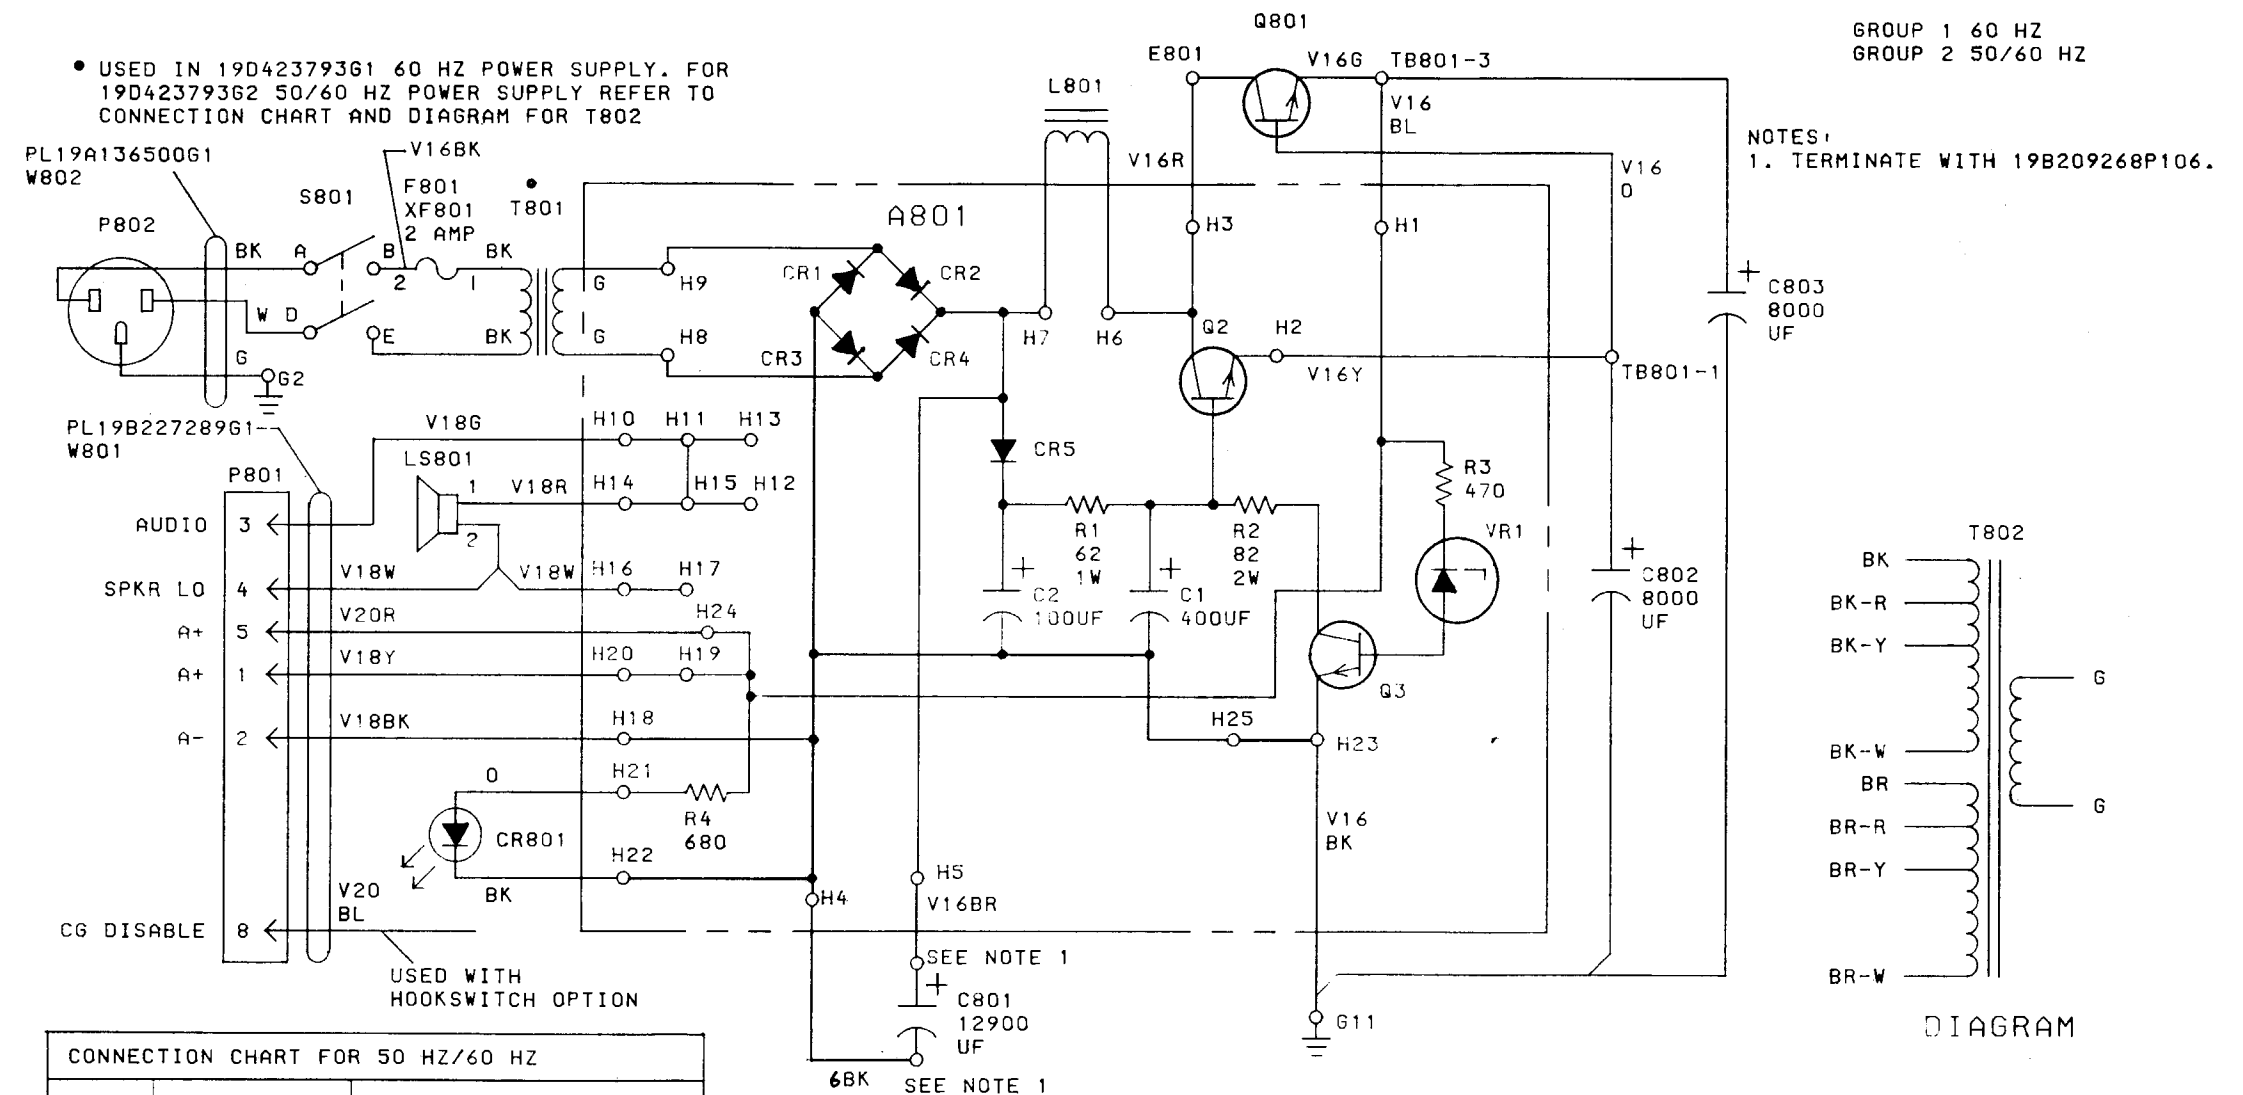 ● USED IN 19D423793G1 60 HZ POWER SUPPLY. FOR
19D423793G2 50/60 HZ POWER SUPPLY REFER TO
CONNECTION CHART AND DIAGRAM FOR T802
GROUP 1 60 HZ
GROUP 2 50/60 HZ
NOTES:
1. TERMINATE WITH 19B209268P106.
PL19A136500G1
W802
P802
S801
V16BK
F801
XF801
2 AMP
T801
BK
A
B
2
1
BK
W
D
E
BK
G
G2
G
G
H9
H8
A801
CR1
CR2
CR3
CR4
L801
H7
H6
E801
Q801
V16G
TB801-3
V16
BL
V16R
H3
H1
V16
O
Q2
H2
V16Y
TB801-1
C803
8000
UF
PL19B227289G1
W801
P801
V18G
LS801
1
2
V18R
H10
H11
H13
H14
H15
H12
CR5
R1
62
1W
R2
82
2W
R3
470
VR1
C2
100UF
C1
400UF
C802
8000
UF
AUDIO 3
SPKR LO 4
V18W
V18W
H16
H17
A+ 5
V20R
H24
A+ 1
V18Y
H20
H19
A- 2
V18BK
H18
Q3
H25
H23
O
H21
R4
680
CR801
BK
H22
H4
V16
BK
H5
V16BR
CG DISABLE 8
V20
BL
USED WITH
HOOKSWITCH OPTION
SEE NOTE 1
C801
12900
UF
6BK
SEE NOTE 1
G11
T802
BK
BK-R
BK-Y
BK-W
BR
BR-R
BR-Y
BR-W
G
G
DIAGRAM
CONNECTION CHART FOR 50 HZ/60 HZ